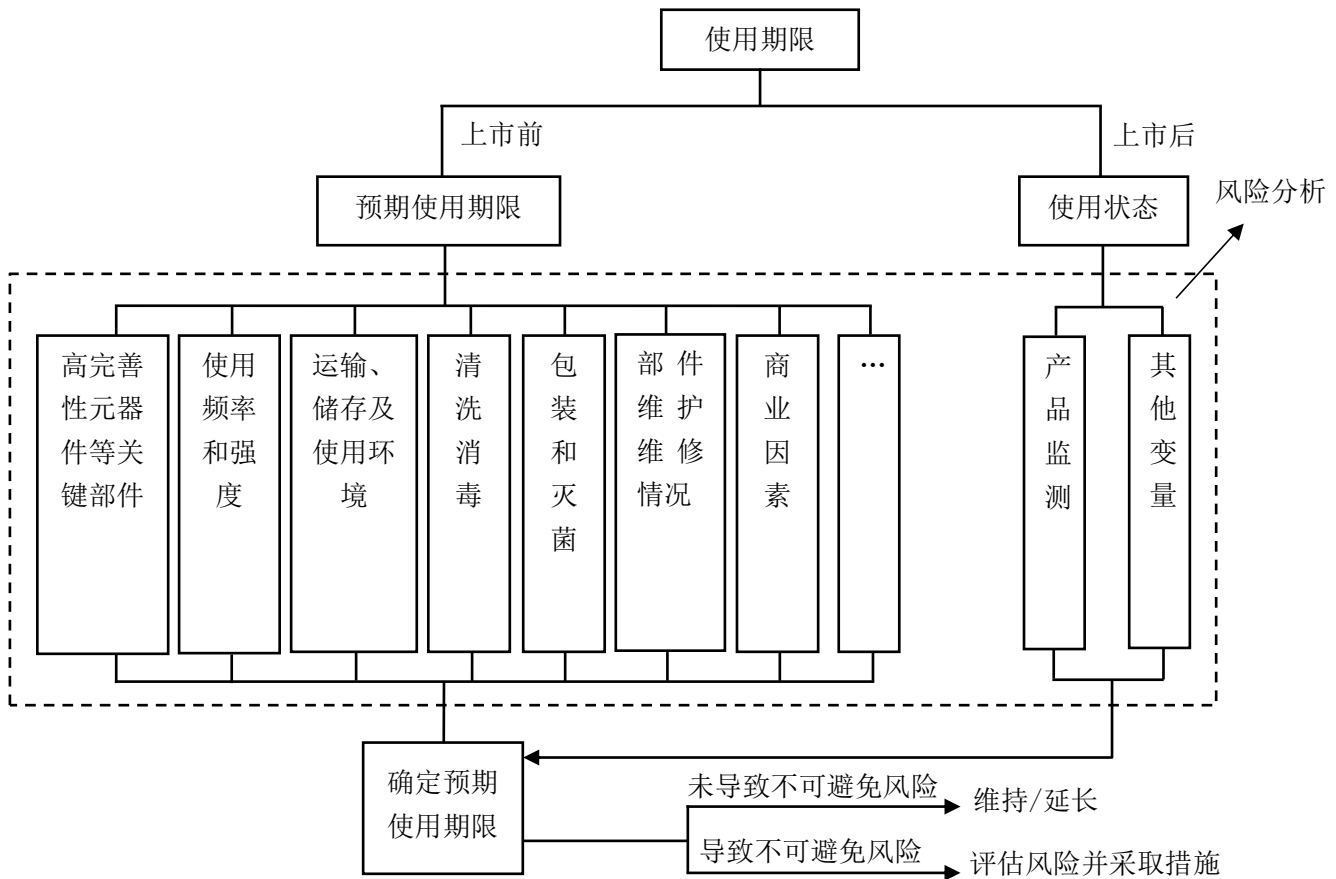 使用期限
上市前
上市后
预期使用期限
使用状态
风险分析
高完善
性元器
件等关
键部件
使用
频率
和强
度
运输、
储存及
使用环
境
清
洗
消
毒
包
装
和
灭
菌
部 件
维 护
维 修
情况
商
业
因
素
…
产
品
监
测
其
他
变
量
确定预期
使用期限
未导致不可避免风险
维持/延长
导致不可避免风险
评估风险并采取措施